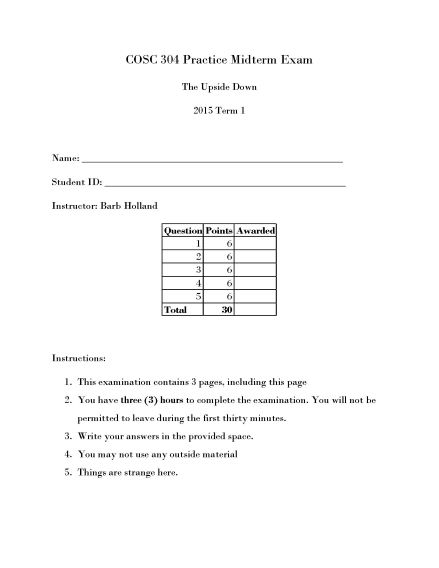 COSC 304 Practice Midterm Exam
The Upside Down
2015 Term 1
Name:
Student ID:
Instructor: Barb Holland
Question Points Awarded
1 6
2 6
3 6
4 6
5 6
Total 30
Instructions:
1. This examination contains 3 pages, including this page
2. You have three (3) hours to complete the examination. You will not be
permitted to leave during the first thirty minutes.
3. Write your answers in the provided space.
4. You may not use any outside material
5. Things are strange here.